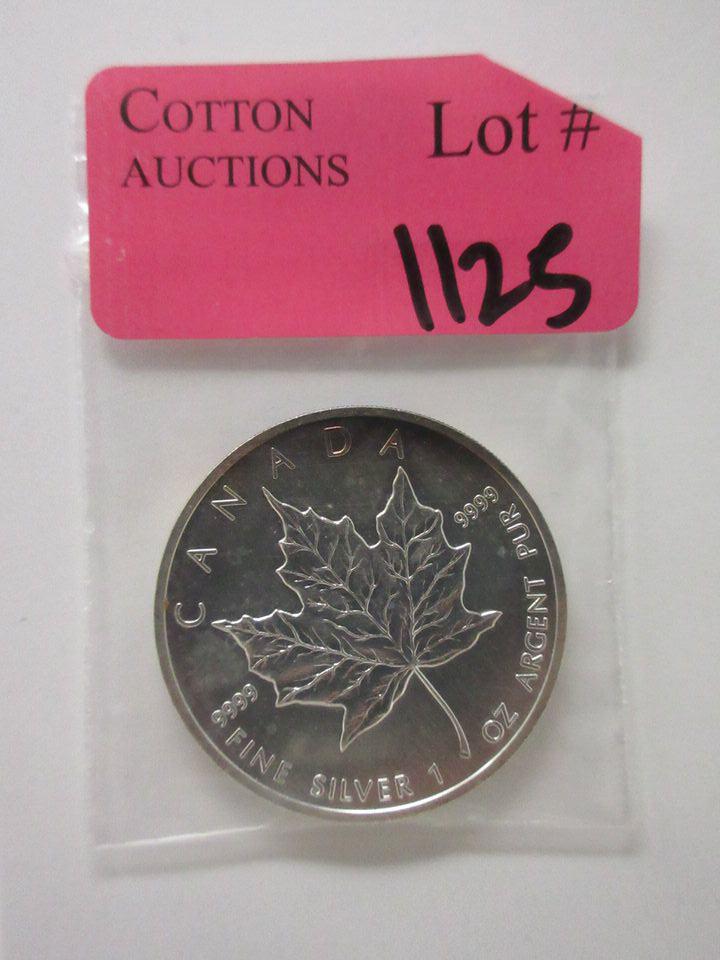 COTTON
AUCTIONS
Lot #
1125
CANADA
9999
9999
FINE SILVER 1 OZ ARGENT PUR